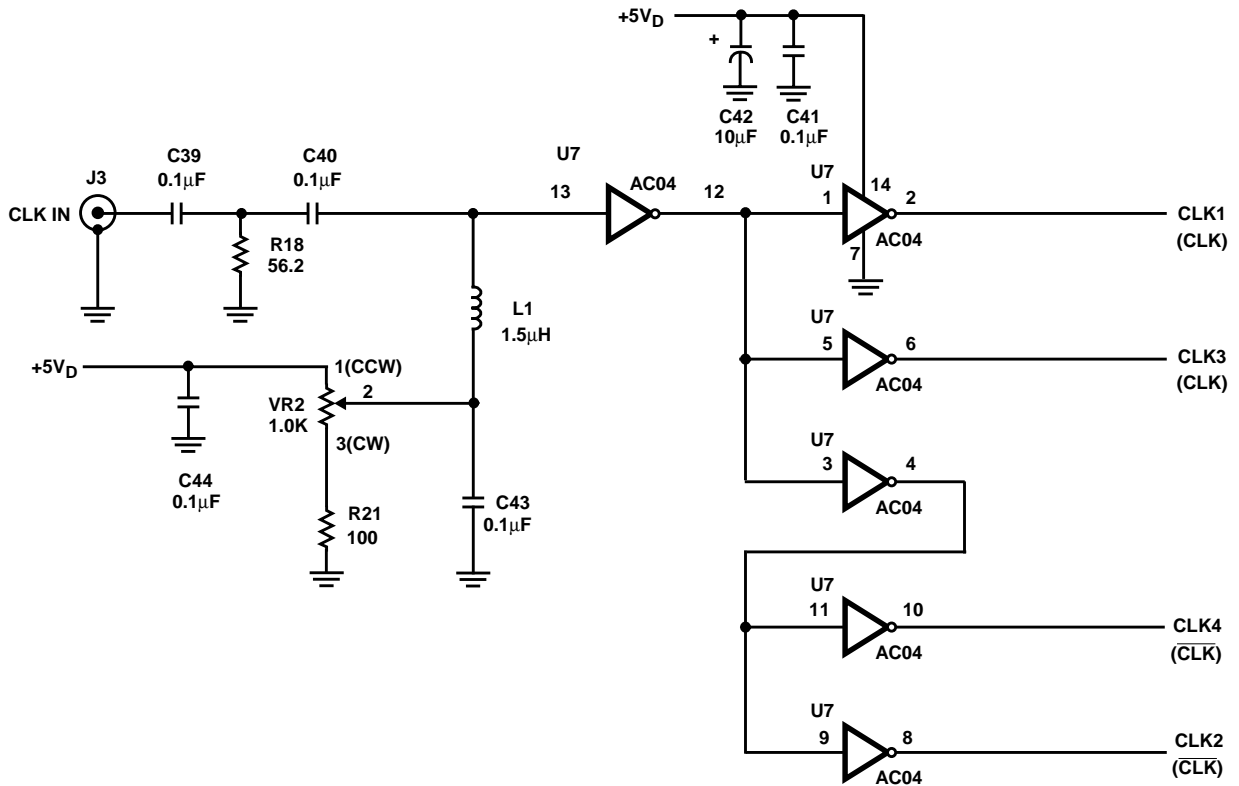 +5VD
+
C42
10μF
C41
0.1μF
U7
14
1
2
AC04
7
CLK1
(CLK)
C39
0.1μF
C40
0.1μF
U7
AC04
13
12
J3
CLK IN
R18
56.2
L1
1.5μH
U7
5
6
AC04
CLK3
(CLK)
+5VD
1(CCW)
2
VR2
1.0K
3(CW)
C44
0.1μF
R21
100
C43
0.1μF
U7
3
4
AC04
U7
11
10
AC04
CLK4
(C̅L̅K̅)
U7
9
8
AC04
CLK2
(C̅L̅K̅)